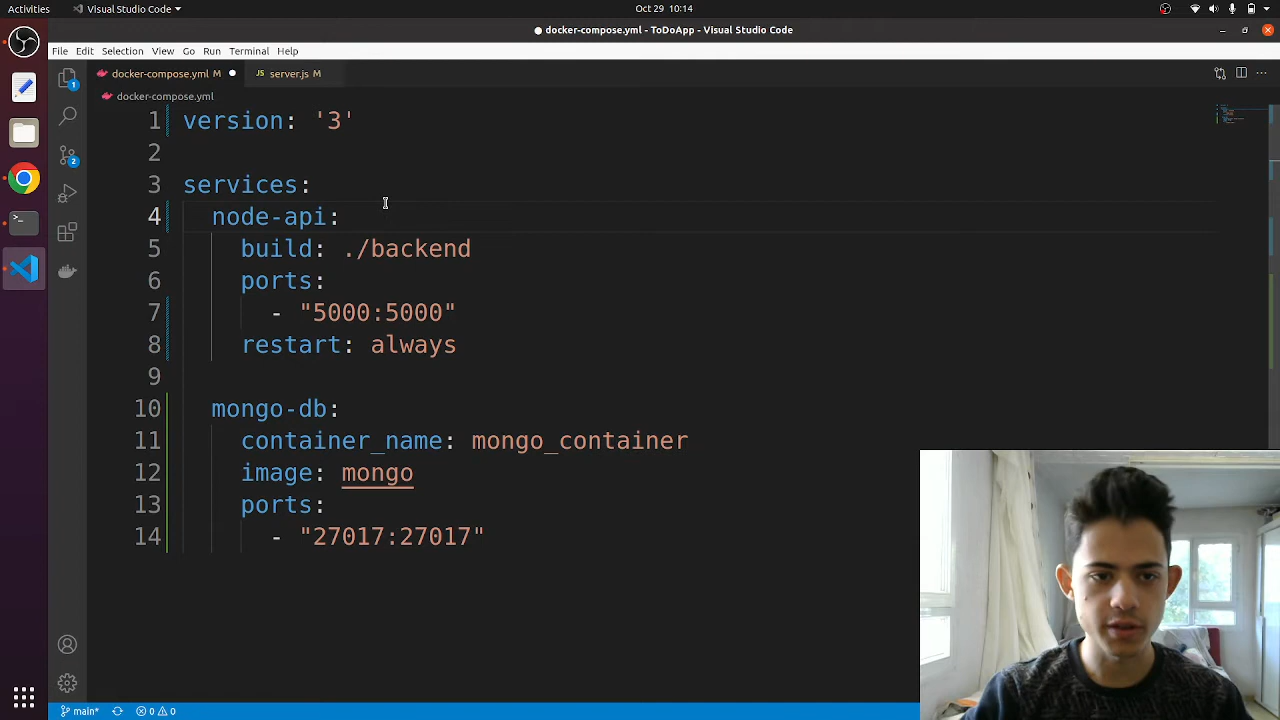 Activities
Visual Studio Code
Oct 29 10:14
docker-compose.yml - ToDoApp - Visual Studio Code
File Edit Selection View Go Run Terminal Help
docker-compose.yml M
JS server.js M
docker-compose.yml
1 version: '3'
2
3 services:
4 node-api:
5 build: ./backend
6 ports:
7 - "5000:5000"
8 restart: always
9
10 mongo-db:
11 container_name: mongo_container
12 image: mongo
13 ports:
14 - "27017:27017"
1
2
main*
0
0